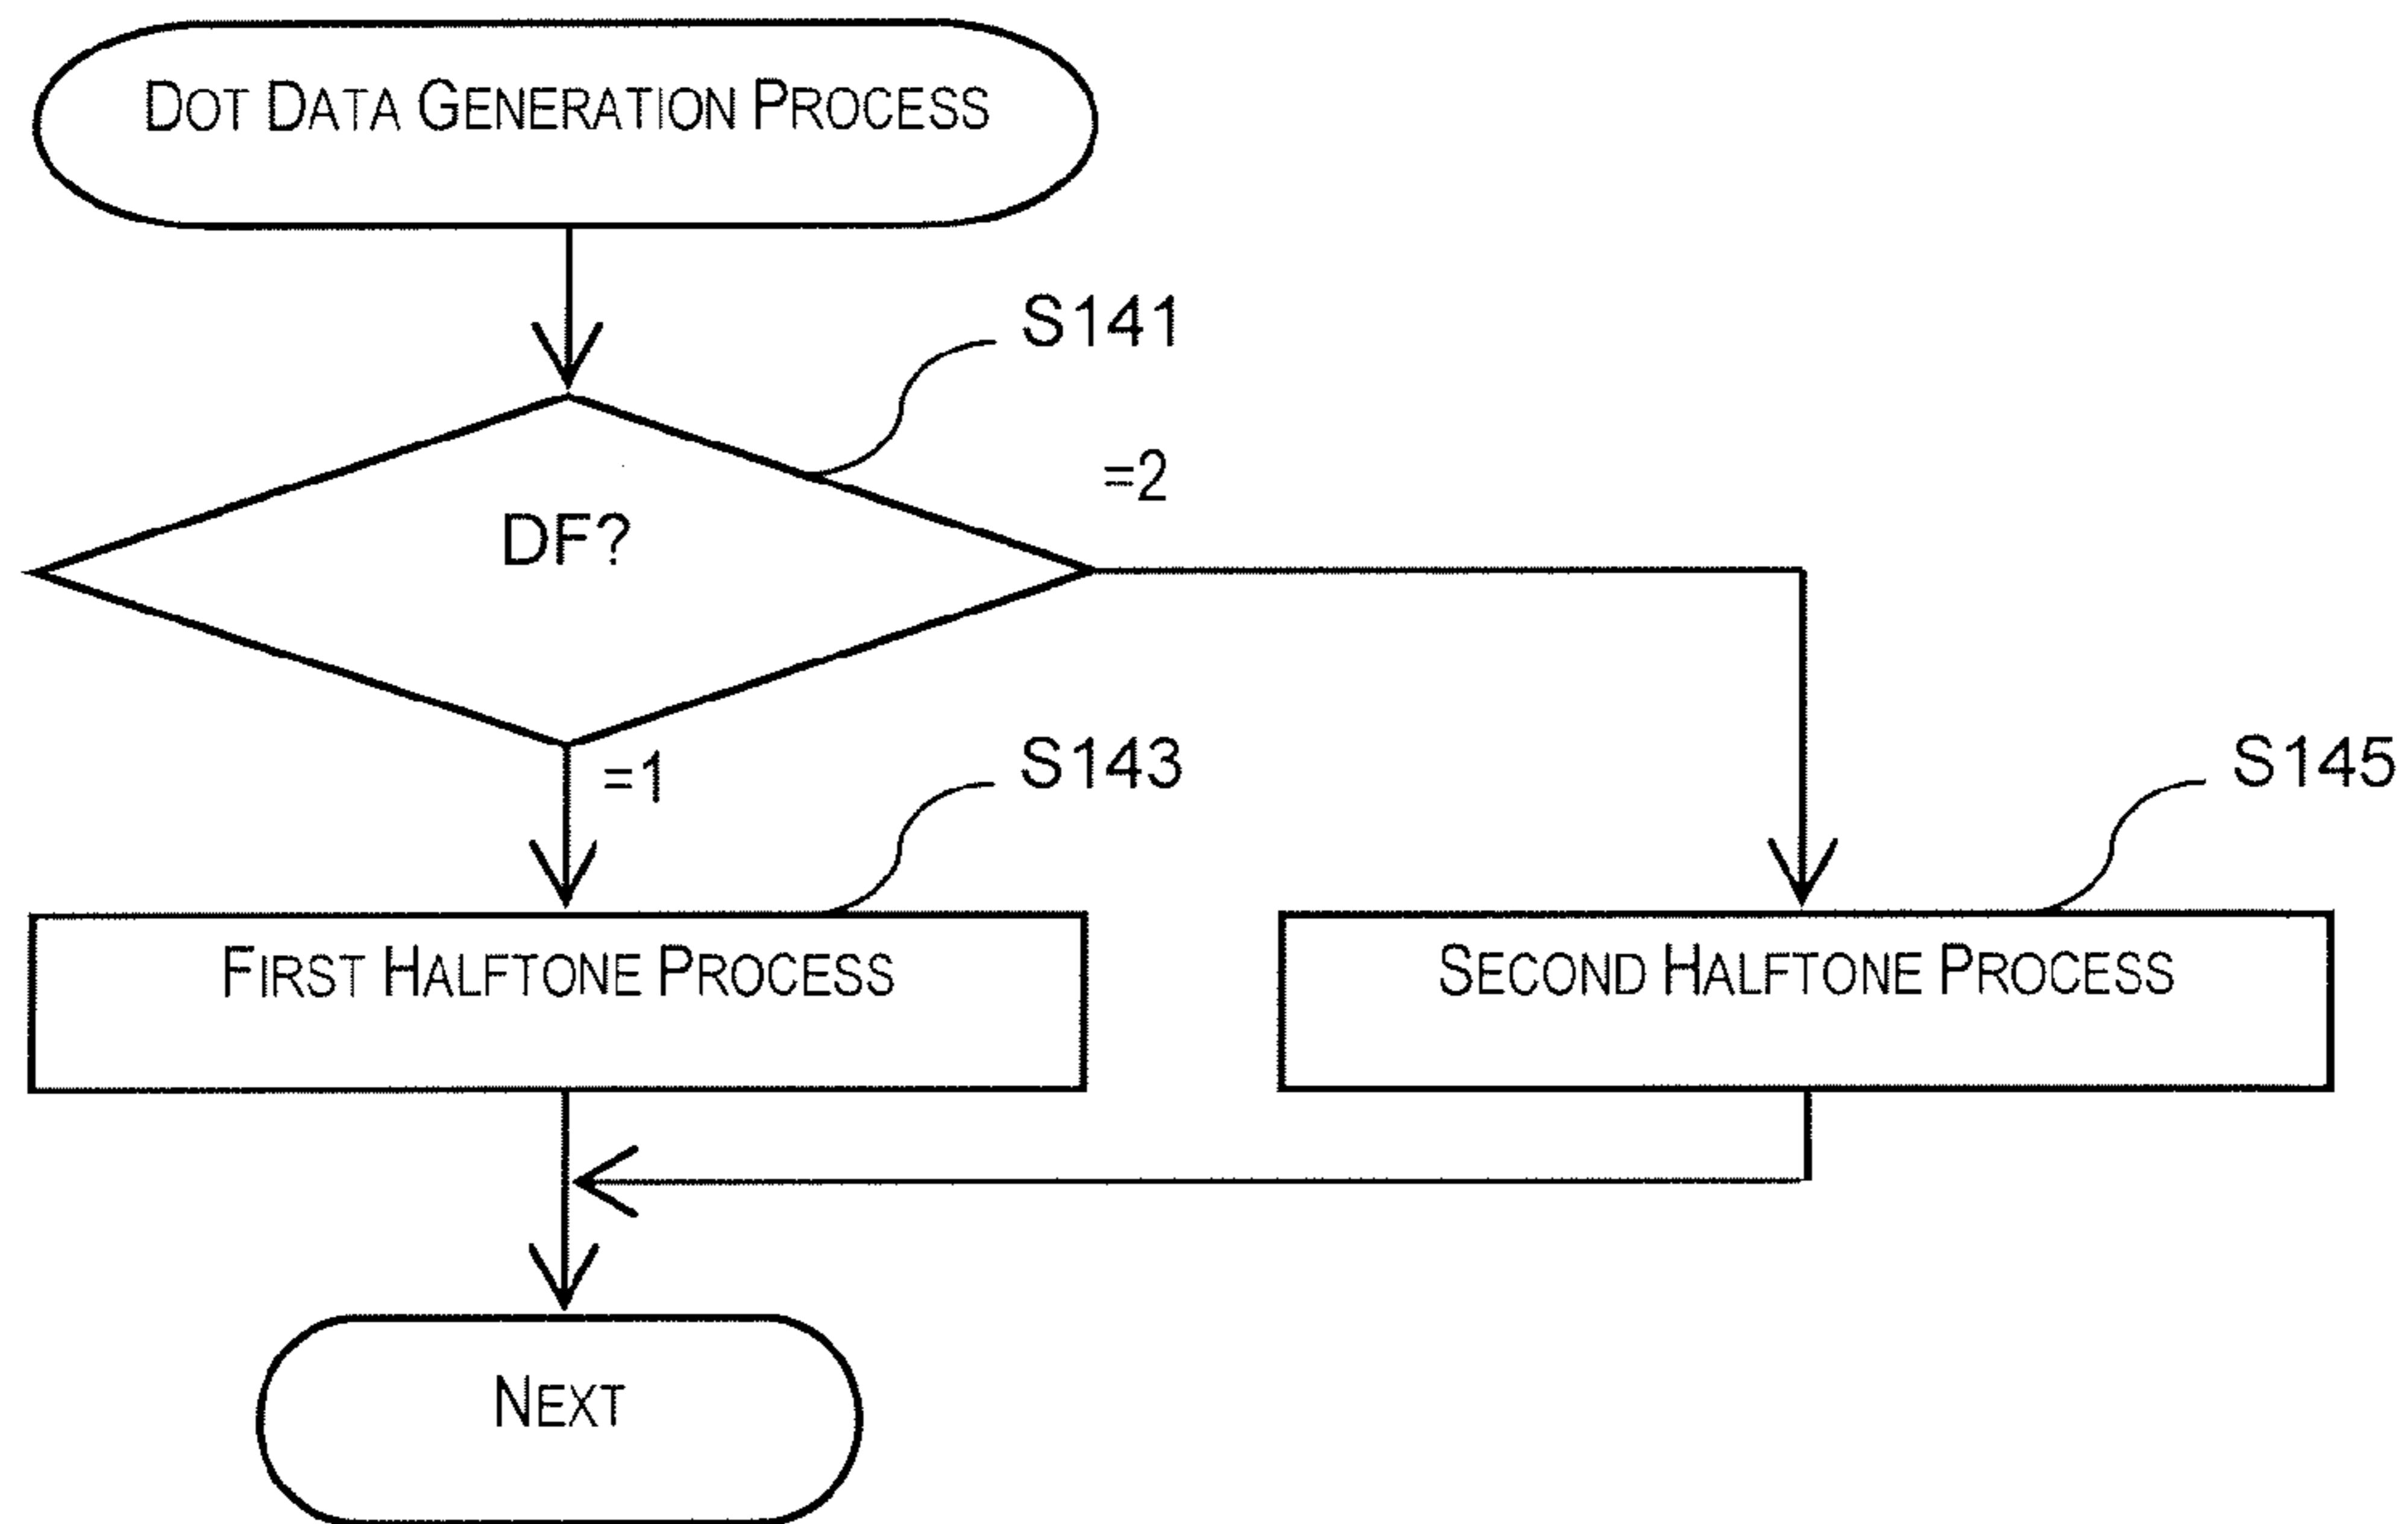 DOT DATA GENERATION PROCESS
S141
=2
DF?
=1
S143
S145
FIRST HALFTONE PROCESS
SECOND HALFTONE PROCESS
NEXT